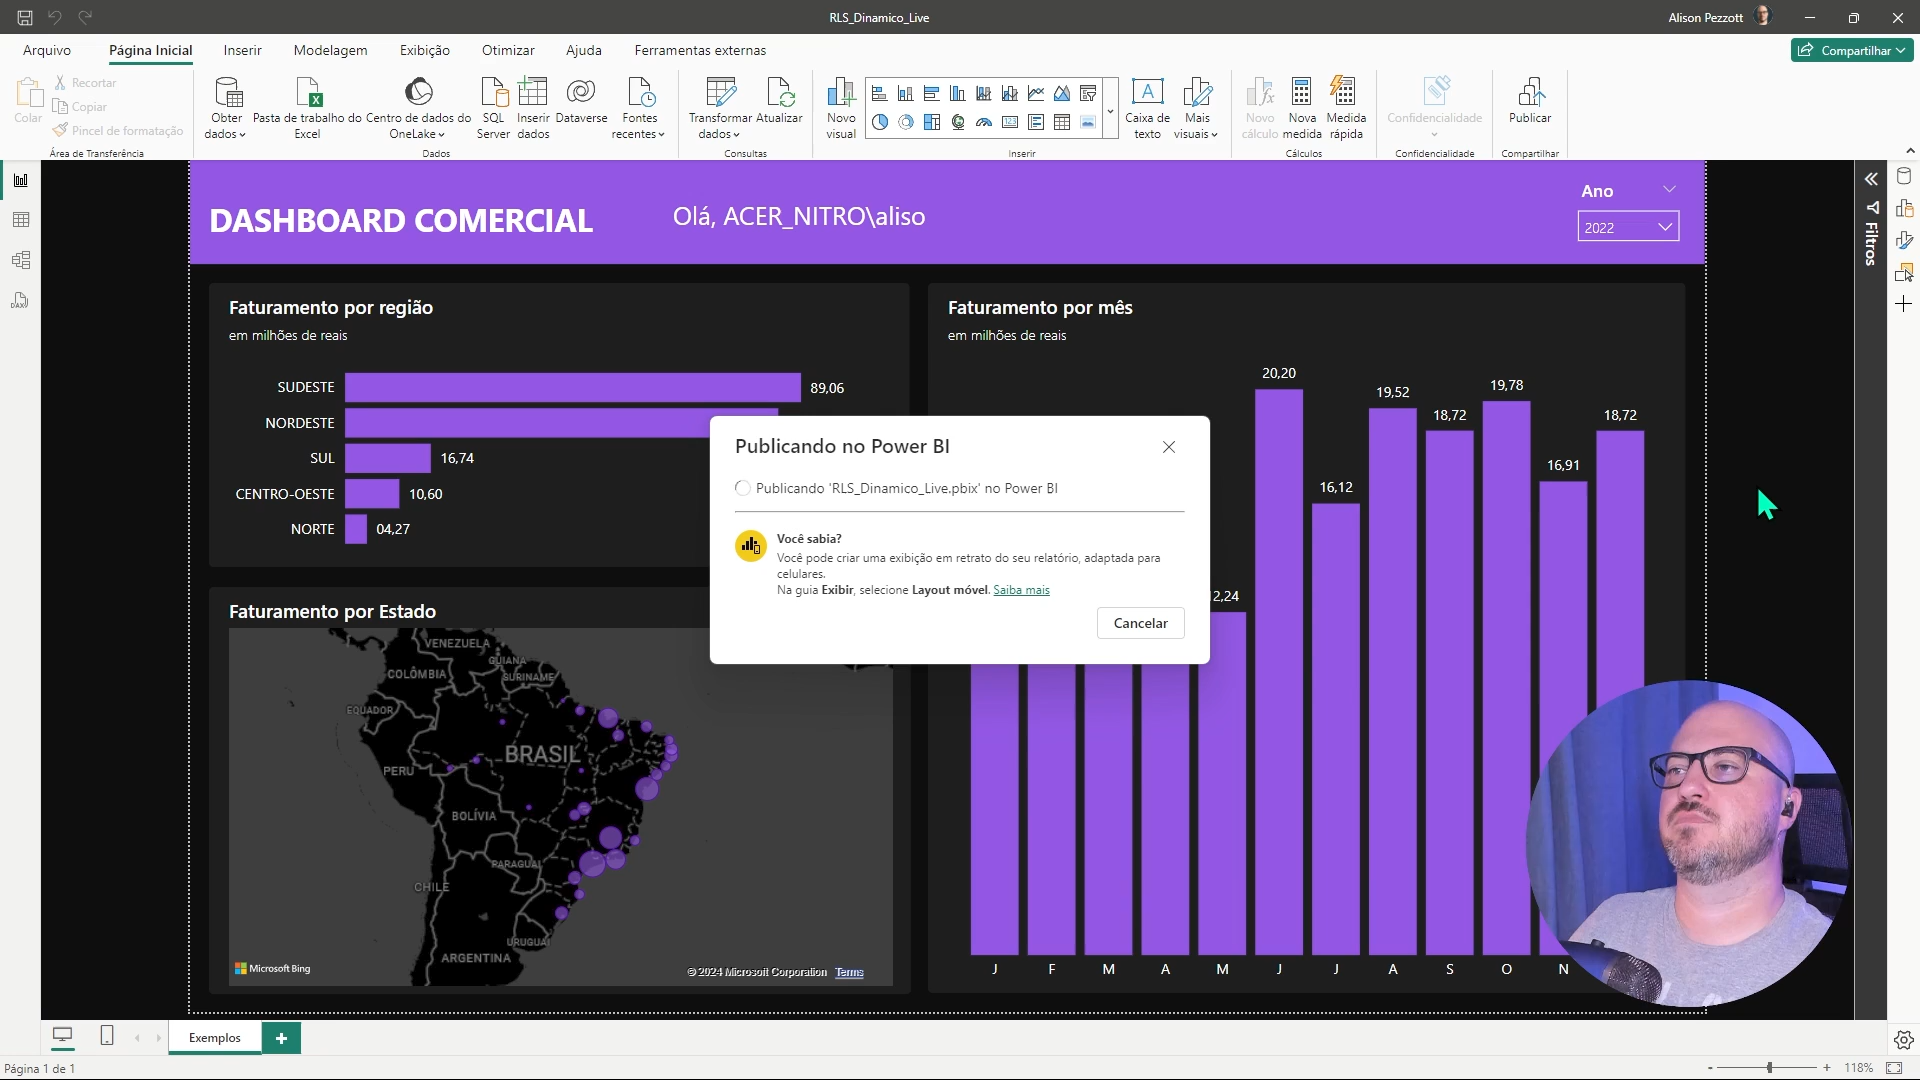 RLS_Dinamico_Live
Alison Pezzott
Arquivo
Página Inicial
Inserir
Modelagem
Exibição
Otimizar
Ajuda
Ferramentas externas
Compartilhar
Colar
Recortar
Copiar
Pincel de formatação
Área de Transferência
Obter dados
Pasta de trabalho do Excel
Centro de dados do OneLake
SQL Server
Inserir dados
Dataverse
Fontes recentes
Dados
Transformar dados
Atualizar
Consultas
Novo visual
Caixa de texto
Mais visuais
Inserir
Novo cálculo
Nova medida
Medida rápida
Cálculos
Confidencialidade
Confidencialidade
Publicar
Compartilhar
DASHBOARD COMERCIAL
Olá, ACER_NITRO\aliso
Ano
2022
Filtros
Faturamento por região
em milhões de reais
SUDESTE 89,06
NORDESTE
SUL 16,74
CENTRO-OESTE 10,60
NORTE 04,27
Faturamento por mês
em milhões de reais
20,20
16,12
19,52
18,72
19,78
16,91
18,72
2,24
J F M A M J J A S O N
Publicando no Power BI
Publicando 'RLS_Dinamico_Live.pbix' no Power BI
Você sabia?
Você pode criar uma exibição em retrato do seu relatório, adaptada para
celulares.
Na guia Exibir, selecione Layout móvel. Saiba mais
Cancelar
Faturamento por Estado
VENEZUELA
GUIANA
COLÔMBIA
SURINAME
EQUADOR
BRASIL
PERU
BOLÍVIA
PARAGUAI
CHILE
URUGUAI
ARGENTINA
Microsoft Bing
© 2024 Microsoft Corporation Terms
Exemplos
Página 1 de 1
118%